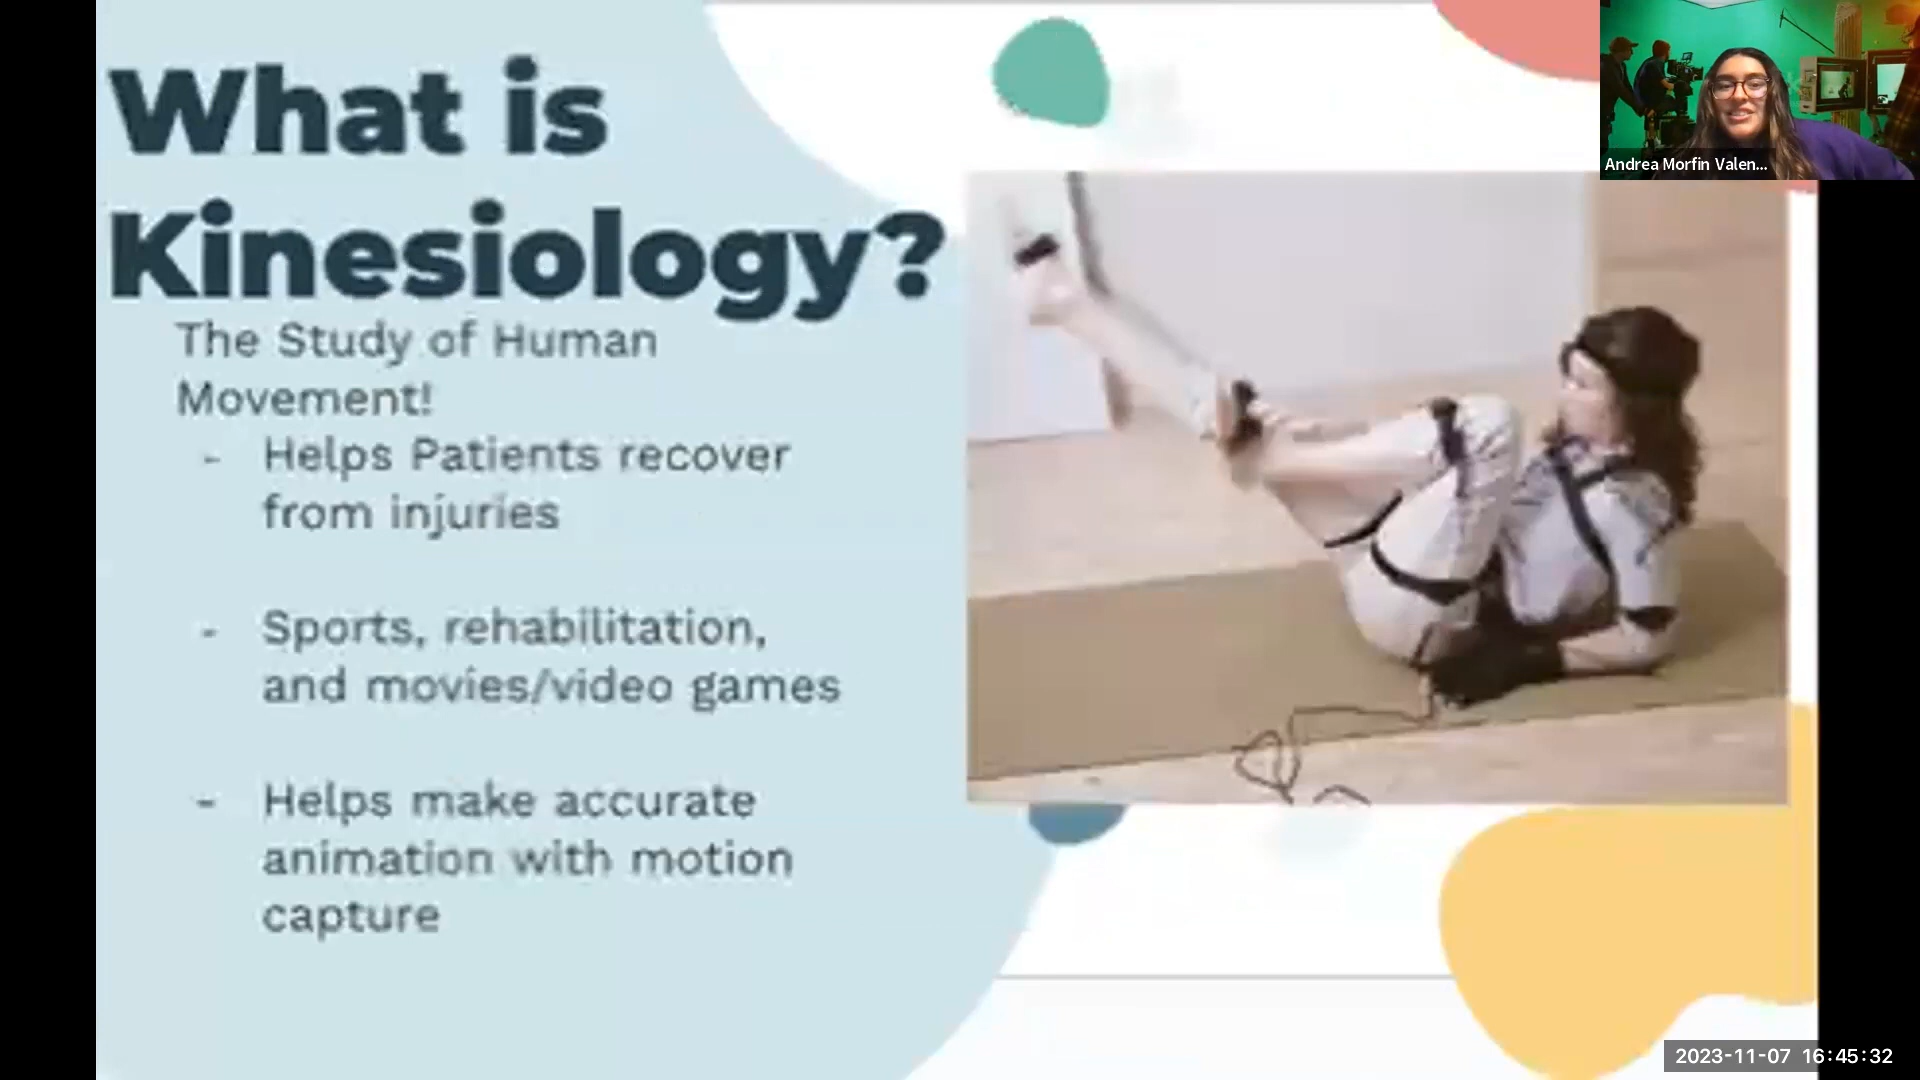 What is
Kinesiology?
The Study of Human
Movement!
- Helps Patients recover
from injuries
- Sports, rehabilitation,
and movies/video games
- Helps make accurate
animation with motion
capture
Andrea Morfin Valen...
2023-11-07 16:45:32